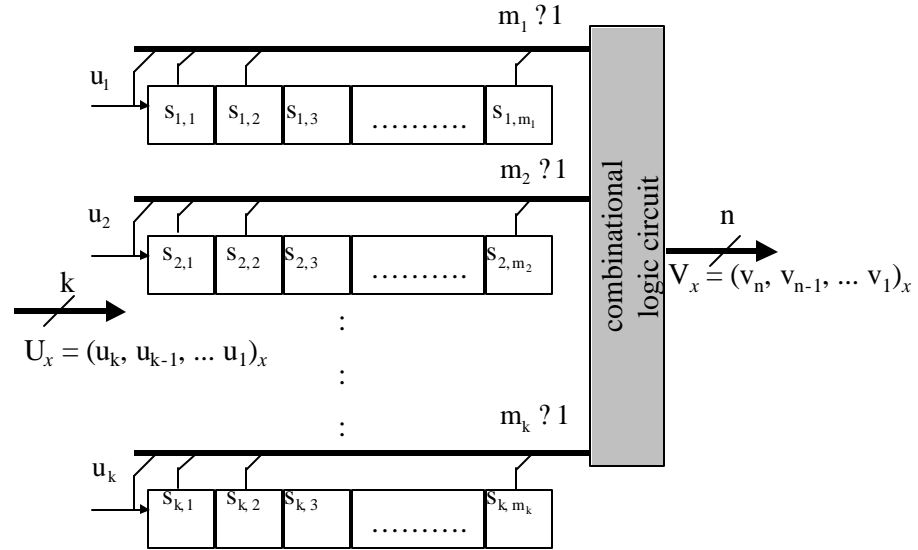 m₁ ? 1
u₁
s₁,₁ s₁,₂ s₁,₃ ………. s₁,ₘ₁
m₂ ? 1
u₂
s₂,₁ s₂,₂ s₂,₃ ………. s₂,ₘ₂
combinational
logic circuit
n
Vₓ = (vₙ, vₙ₋₁, ... v₁)ₓ
k
Uₓ = (uₖ, uₖ₋₁, ... u₁)ₓ
:
:
:
mₖ ? 1
uₖ
sₖ,₁ sₖ,₂ sₖ,₃ ………. sₖ,ₘₖ